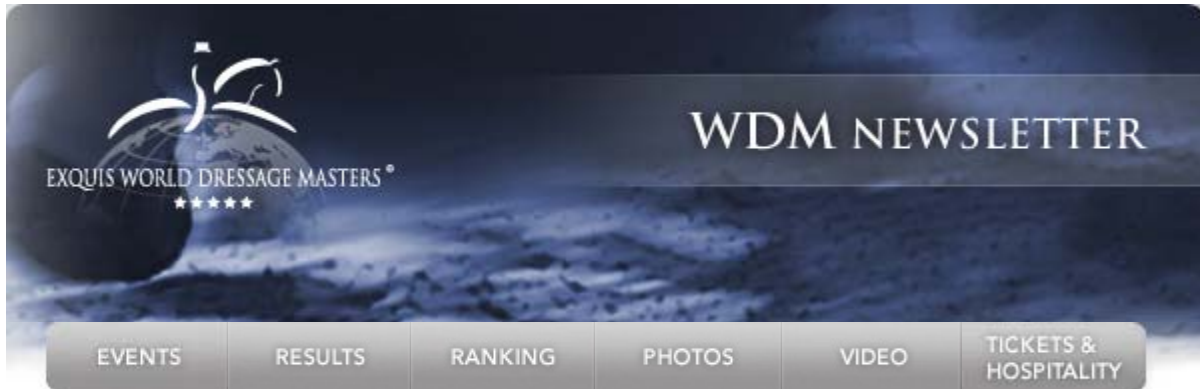 WDM NEWSLETTER
EXQUIS WORLD DRESSAGE MASTERS®
★★★★★
EVENTS
RESULTS
RANKING
PHOTOS
VIDEO
TICKETS &
HOSPITALITY